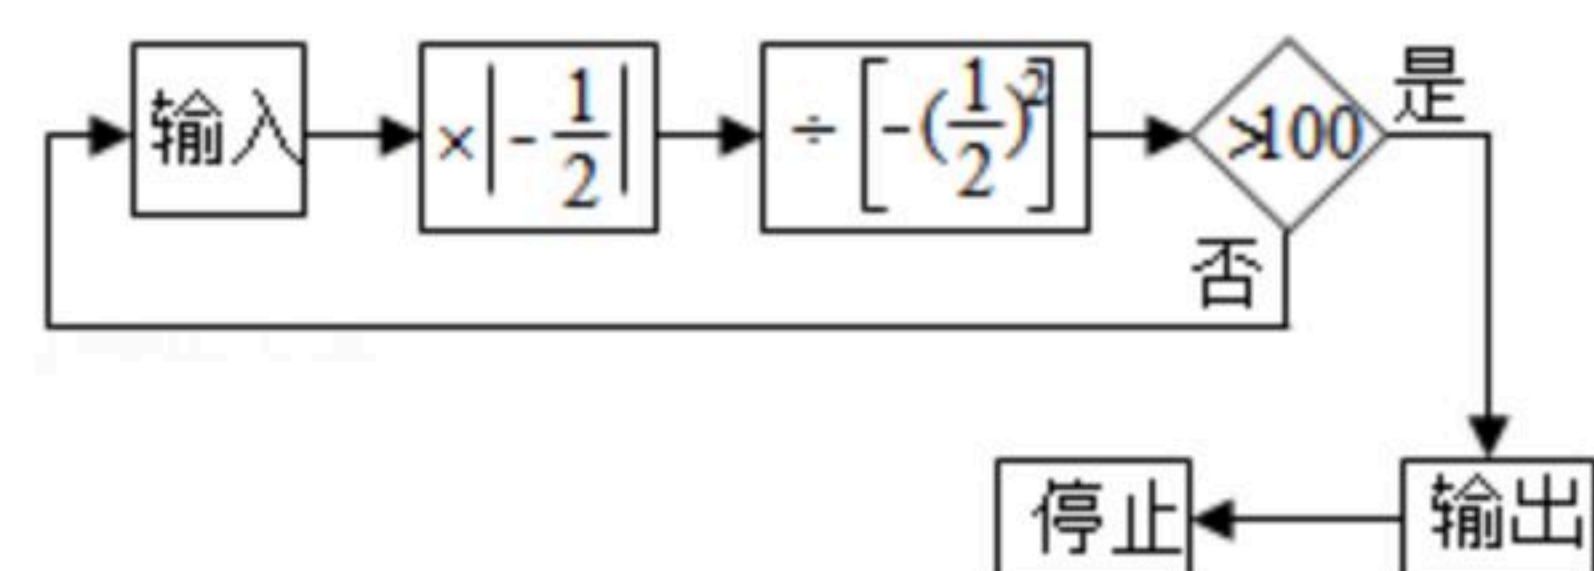 输入
×|-1/2|
÷[-(1/2)²]
>100
是
否
停止
输出